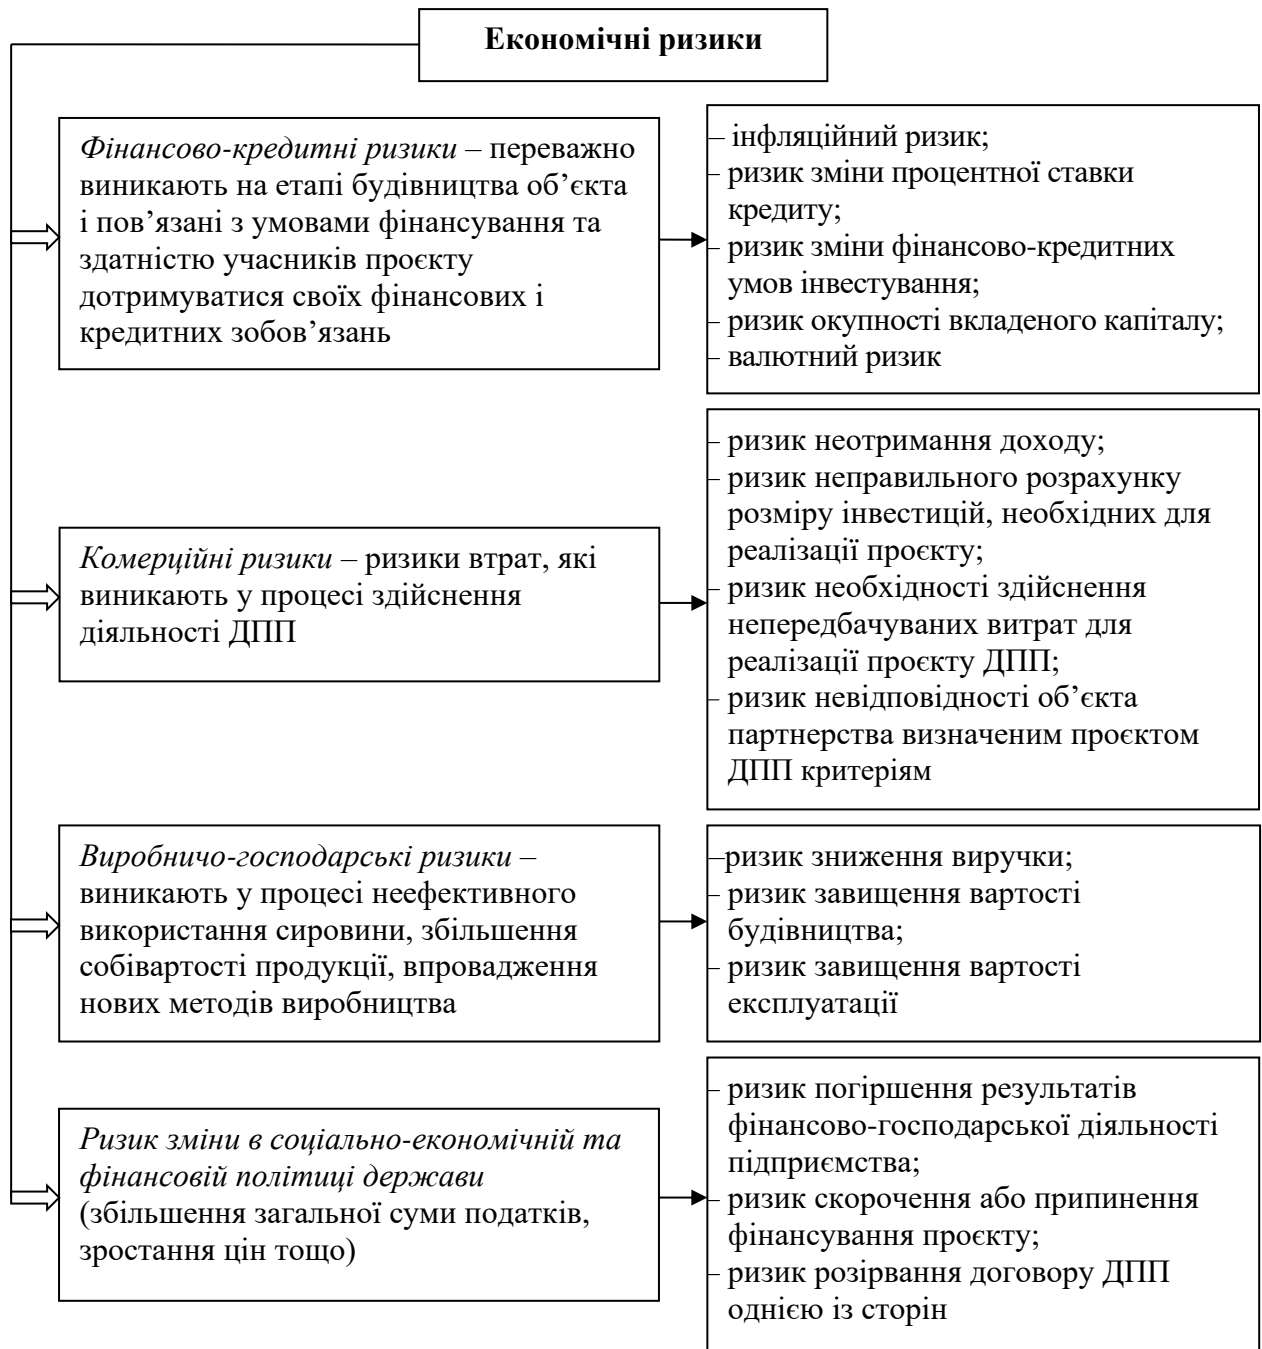 Економічні ризики
Фінансово-кредитні ризики – переважно
виникають на етапі будівництва об’єкта
і пов’язані з умовами фінансування та
здатністю учасників проєкту
дотримуватися своїх фінансових і
кредитних зобов’язань
– інфляційний ризик;
– ризик зміни процентної ставки
кредиту;
– ризик зміни фінансово-кредитних
умов інвестування;
– ризик окупності вкладеного капіталу;
– валютний ризик
Комерційні ризики – ризики втрат, які
виникають у процесі здійснення
діяльності ДПП
– ризик неотримання доходу;
– ризик неправильного розрахунку
розміру інвестицій, необхідних для
реалізації проєкту;
– ризик необхідності здійснення
непередбачуваних витрат для
реалізації проєкту ДПП;
– ризик невідповідності об’єкта
партнерства визначеним проєктом
ДПП критеріям
Виробничо-господарські ризики –
виникають у процесі неефективного
використання сировини, збільшення
собівартості продукції, впровадження
нових методів виробництва
–ризик зниження виручки;
– ризик завищення вартості
будівництва;
– ризик завищення вартості
експлуатації
Ризик зміни в соціально-економічній та
фінансовій політиці держави
(збільшення загальної суми податків,
зростання цін тощо)
– ризик погіршення результатів
фінансово-господарської діяльності
підприємства;
– ризик скорочення або припинення
фінансування проєкту;
– ризик розірвання договору ДПП
однією із сторін